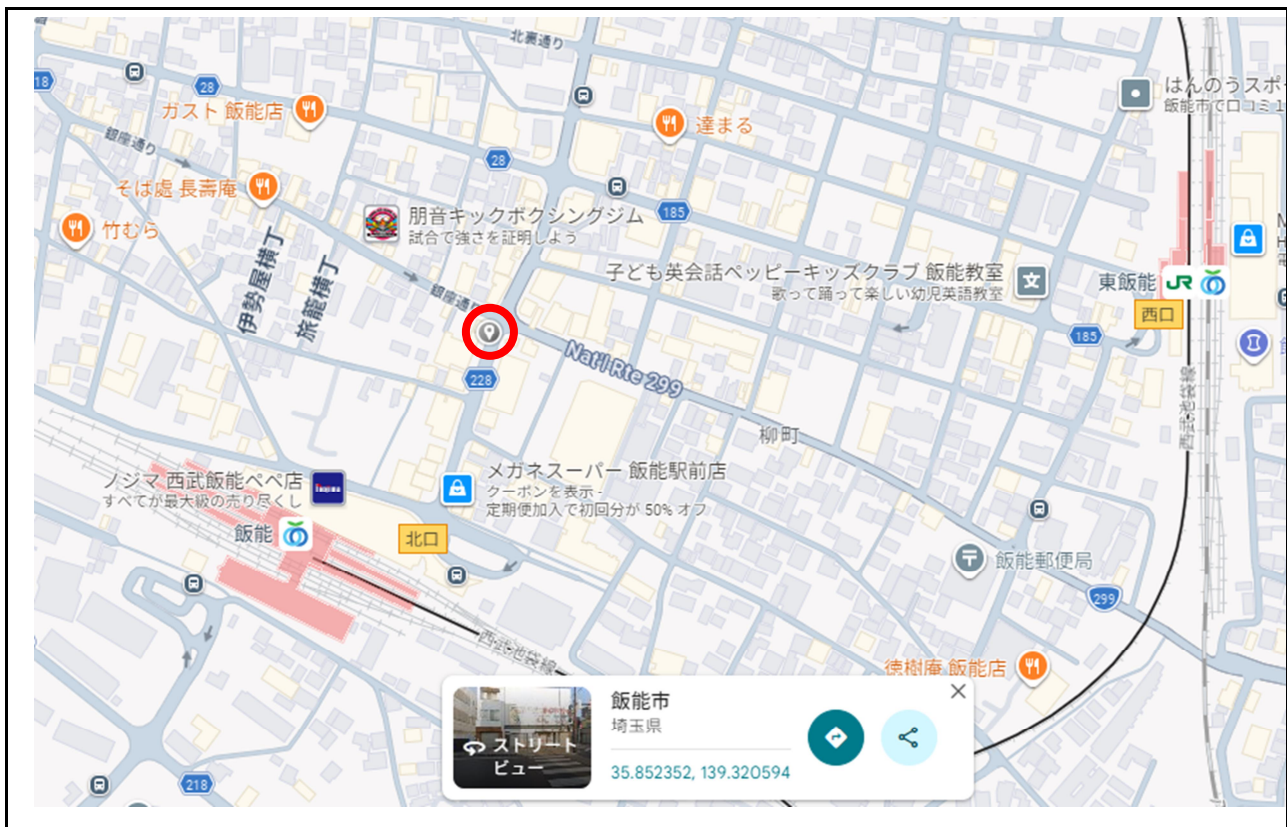 北裏通り
18
28
ガスト 飯能店
達まる
はんのうスポー
飯能市で口コミ1
銀座通り
28
そば處 長壽庵
竹むら
朋音キックボクシングジム
試合で強さを証明しよう
185
子ども英会話ペッピーキッズクラブ 飯能教室
歌って踊って楽しい幼児英語教室
文
東飯能
JR
西口
伊勢屋横丁
旅籠横丁
銀座通り
185
Nat'l Rte 299
228
西武池袋線
柳町
ノジマ 西武飯能ペペ店
すべてが最大級の売り尽くし
Nojima
メガネスーパー 飯能駅前店
クーポンを表示 -
定期便加入で初回分が 50% オフ
飯能
北口
飯能郵便局
299
西武池袋線
徳樹庵 飯能店
218
ストリート
ビュー
飯能市
埼玉県
35.852352, 139.320594